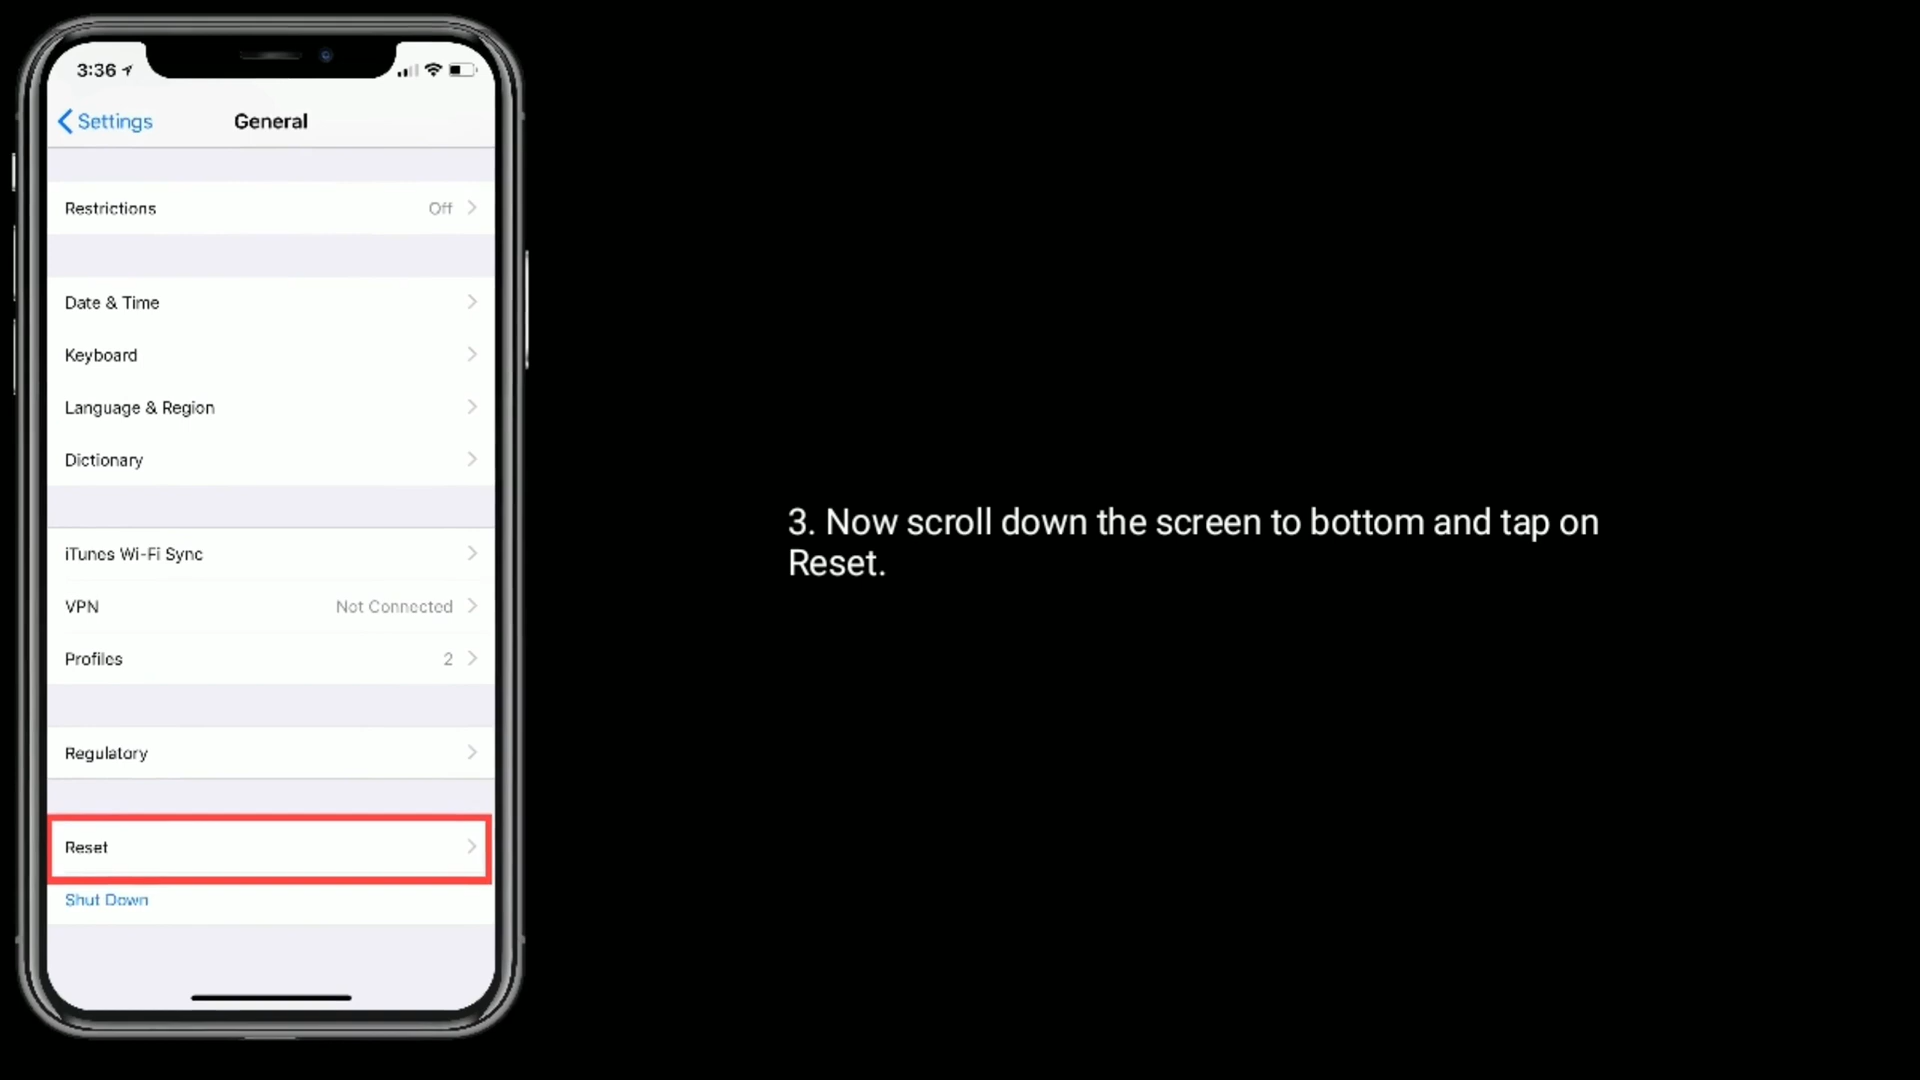 3:36
Settings
General
Restrictions Off
Date & Time
Keyboard
Language & Region
Dictionary
iTunes Wi-Fi Sync
VPN Not Connected
Profiles 2
Regulatory
Reset
Shut Down
3. Now scroll down the screen to bottom and tap on
Reset.